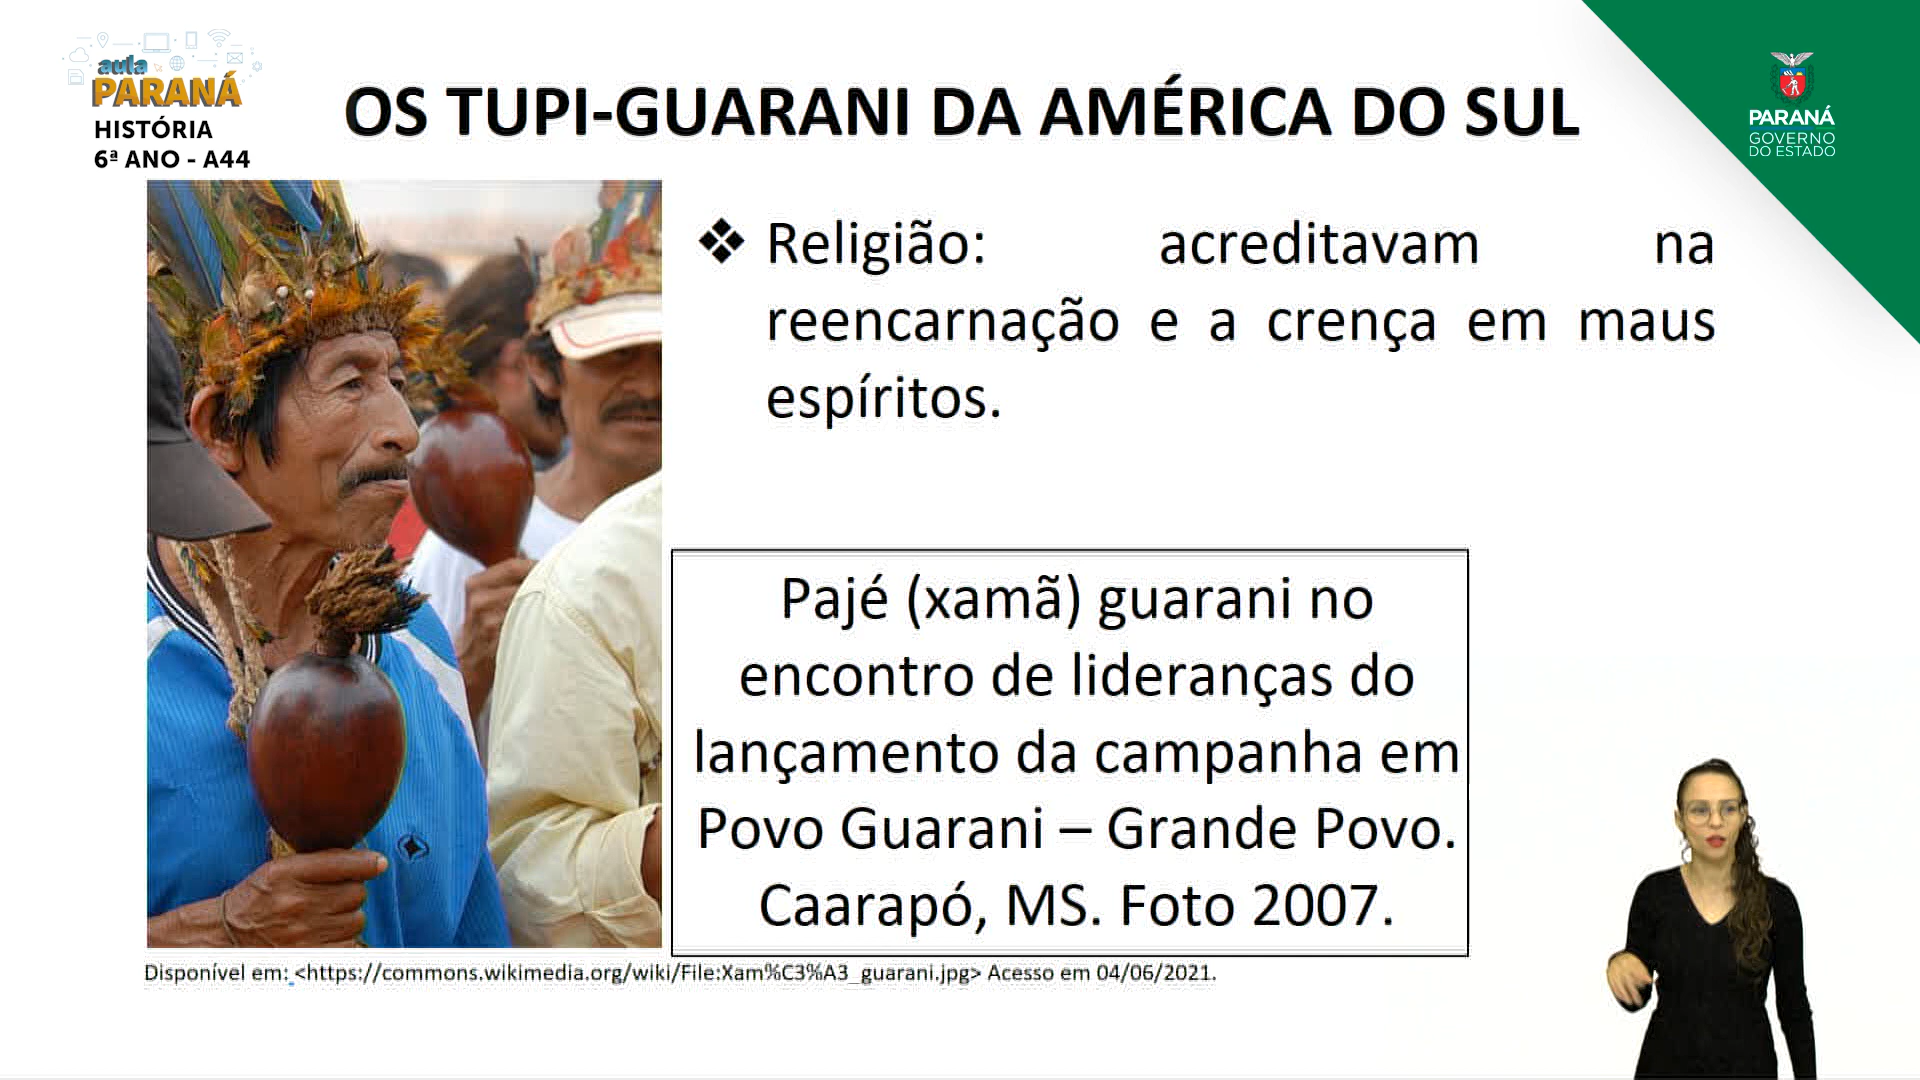 aula
PARANÁ
HISTÓRIA
6ª ANO - A44
OS TUPI-GUARANI DA AMÉRICA DO SUL
PARANÁ
GOVERNO
DO ESTADO
❖ Religião: acreditavam na
reencarnação e a crença em maus
espíritos.
Pajé (xamã) guarani no
encontro de lideranças do
lançamento da campanha em
Povo Guarani – Grande Povo.
Caarapó, MS. Foto 2007.
Disponível em: <https://commons.wikimedia.org/wiki/File:Xam%C3%A3_guarani.jpg> Acesso em 04/06/2021.